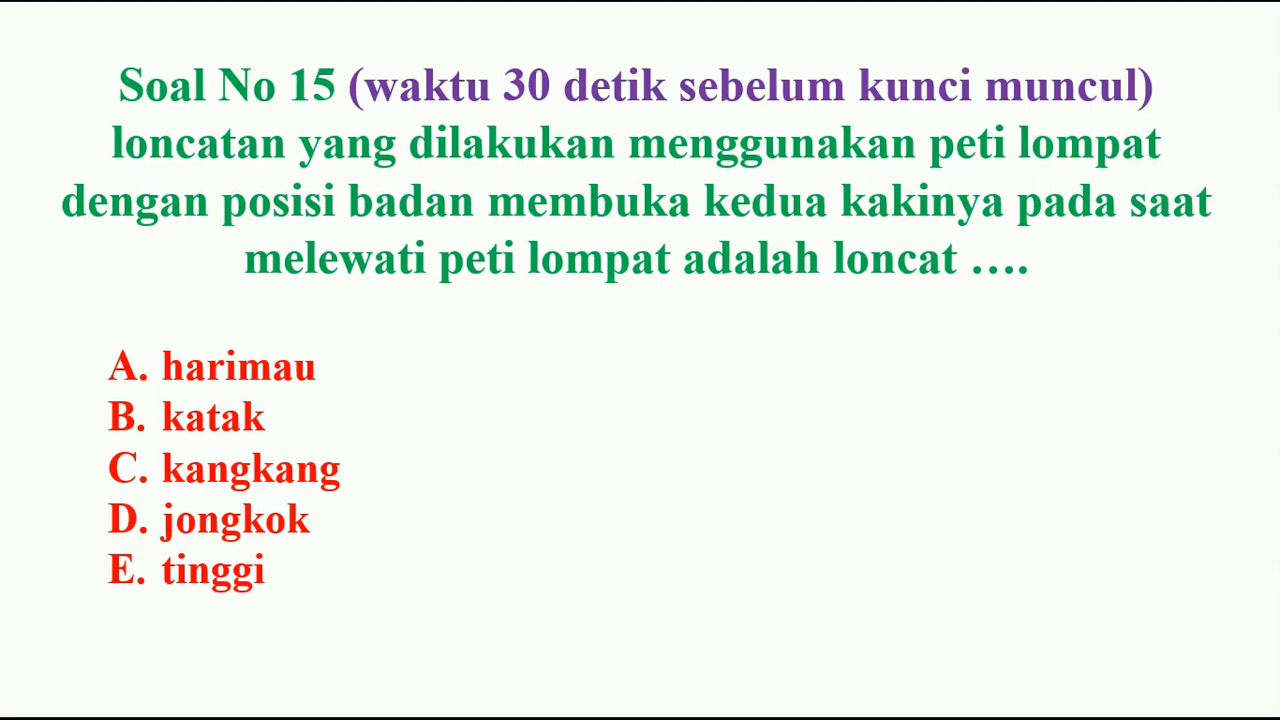 Soal No 15 (waktu 30 detik sebelum kunci muncul)
loncatan yang dilakukan menggunakan peti lompat
dengan posisi badan membuka kedua kakinya pada saat
melewati peti lompat adalah loncat ….
A. harimau
B. katak
C. kangkang
D. jongkok
E. tinggi